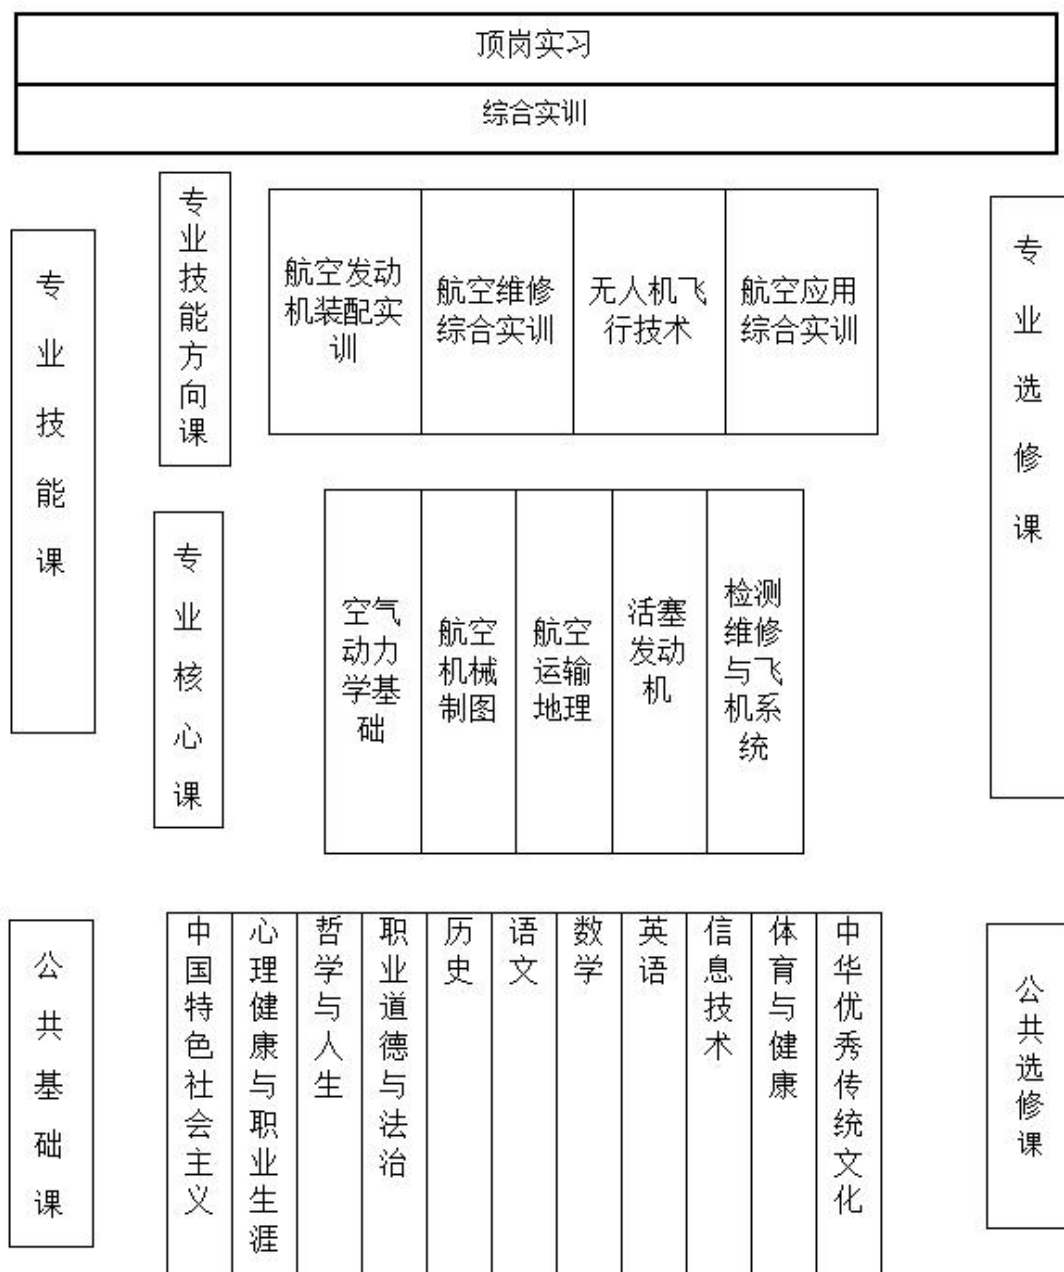 顶岗实习
综合实训
专业技能课
专业技能方向课
航空发动
机装配实
训
航空维修
综合实训
无人机飞
行技术
航空应用
综合实训
专业选修课
专业核心课
空气
动力
学基
础
航空
机械
制图
航空
运输
地理
活塞
发动
机
检测
维修
与飞
机系
统
公共基础课
中国特色社会主义
心理健康与职业生涯
哲学与人生
职业道德与法治
历史
语文
数学
英语
信息技术
体育与健康
中华优秀传统文化
公共选修课